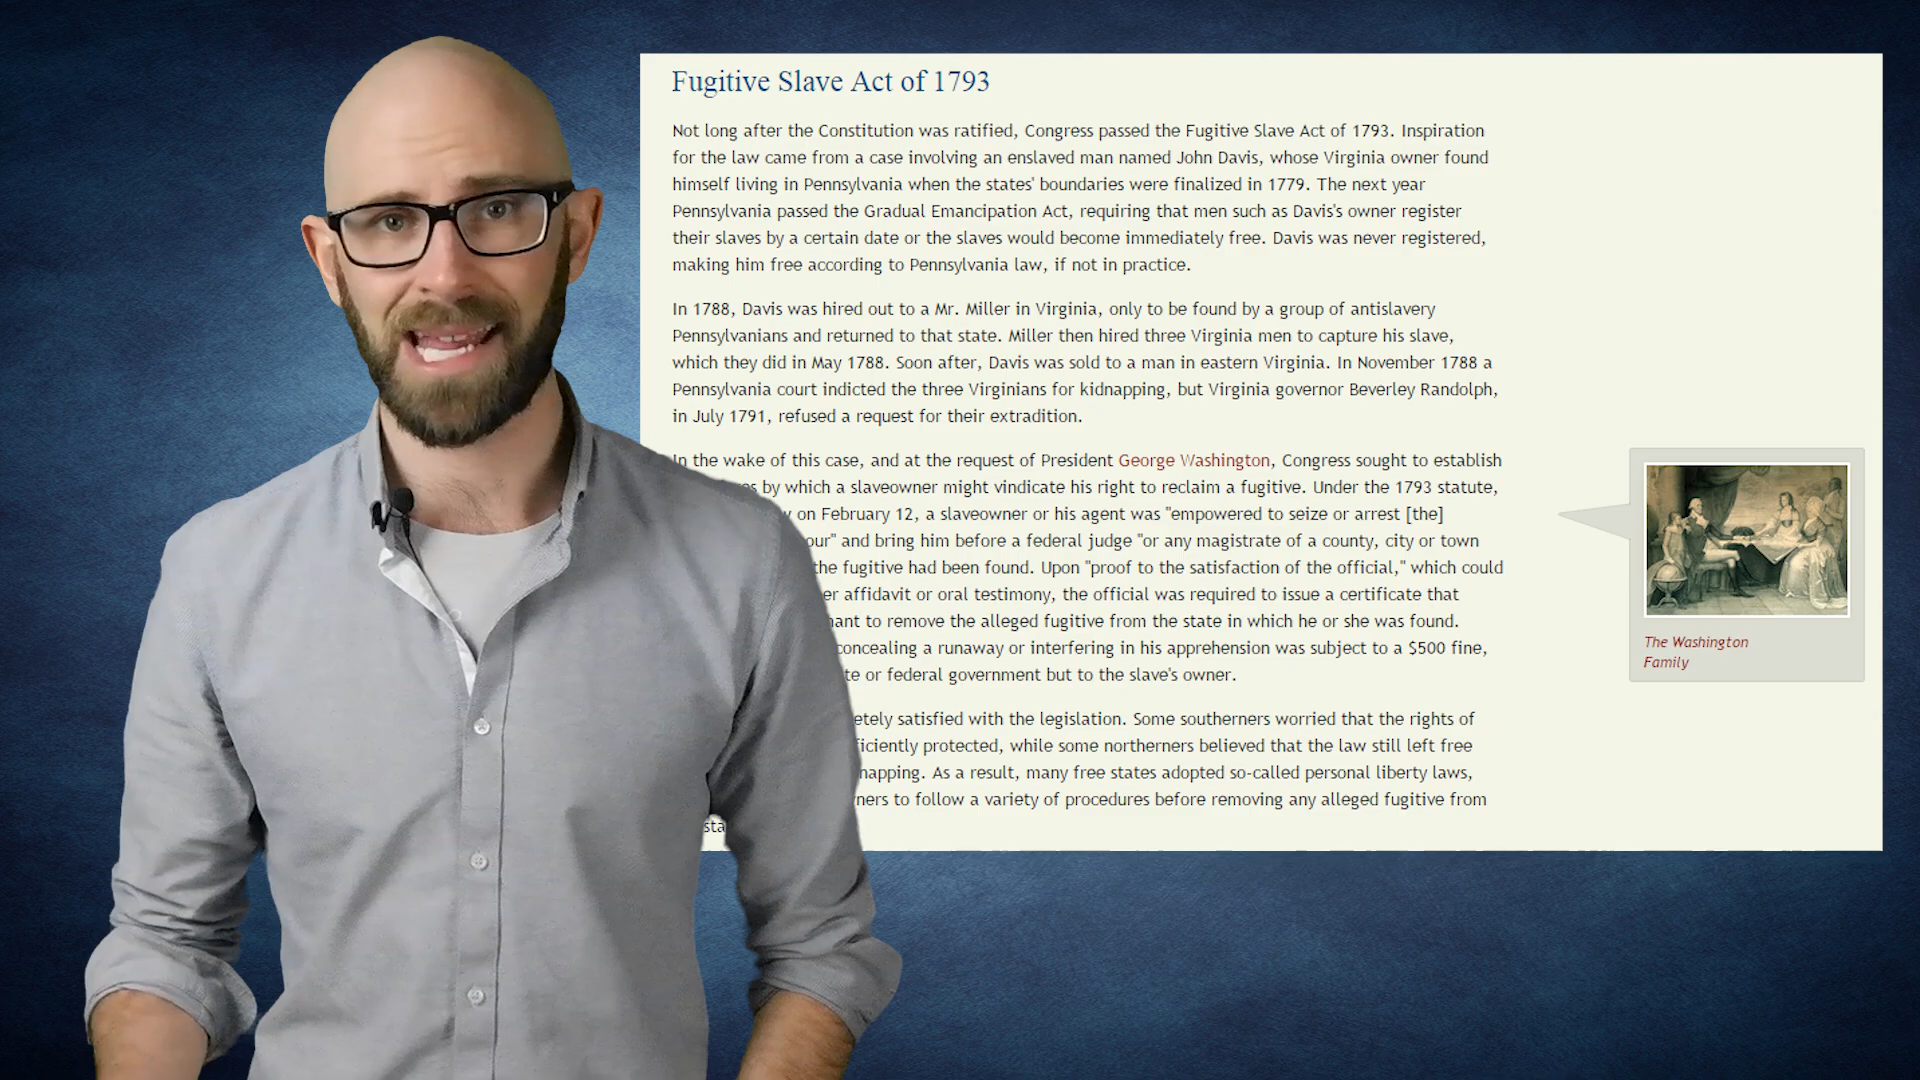 Fugitive Slave Act of 1793
Not long after the Constitution was ratified, Congress passed the Fugitive Slave Act of 1793. Inspiration
for the law came from a case involving an enslaved man named John Davis, whose Virginia owner found
himself living in Pennsylvania when the states' boundaries were finalized in 1779. The next year
Pennsylvania passed the Gradual Emancipation Act, requiring that men such as Davis's owner register
their slaves by a certain date or the slaves would become immediately free. Davis was never registered,
making him free according to Pennsylvania law, if not in practice.
In 1788, Davis was hired out to a Mr. Miller in Virginia, only to be found by a group of antislavery
Pennsylvanians and returned to that state. Miller then hired three Virginia men to capture his slave,
which they did in May 1788. Soon after, Davis was sold to a man in eastern Virginia. In November 1788 a
Pennsylvania court indicted the three Virginians for kidnapping, but Virginia governor Beverley Randolph,
in July 1791, refused a request for their extradition.
In the wake of this case, and at the request of President George Washington, Congress sought to establish
by which a slaveowner might vindicate his right to reclaim a fugitive. Under the 1793 statute,
on February 12, a slaveowner or his agent was "empowered to seize or arrest [the]
and bring him before a federal judge "or any magistrate of a county, city or town
the fugitive had been found. Upon "proof to the satisfaction of the official," which could
affidavit or oral testimony, the official was required to issue a certificate that
to remove the alleged fugitive from the state in which he or she was found.
concealing a runaway or interfering in his apprehension was subject to a $500 fine,
or federal government but to the slave's owner.
satisfied with the legislation. Some southerners worried that the rights of
protected, while some northerners believed that the law still left free
As a result, many free states adopted so-called personal liberty laws,
to follow a variety of procedures before removing any alleged fugitive from
The Washington
Family